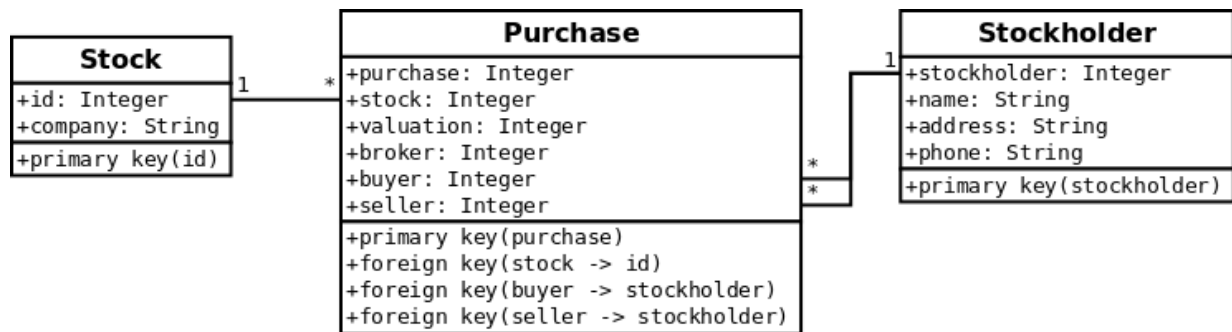 Stock
+id: Integer
+company: String
+primary key(id)
1
*
Purchase
+purchase: Integer
+stock: Integer
+valuation: Integer
+broker: Integer
+buyer: Integer
+seller: Integer
+primary key(purchase)
+foreign key(stock -> id)
+foreign key(buyer -> stockholder)
+foreign key(seller -> stockholder)
*
*
1
Stockholder
+stockholder: Integer
+name: String
+address: String
+phone: String
+primary key(stockholder)